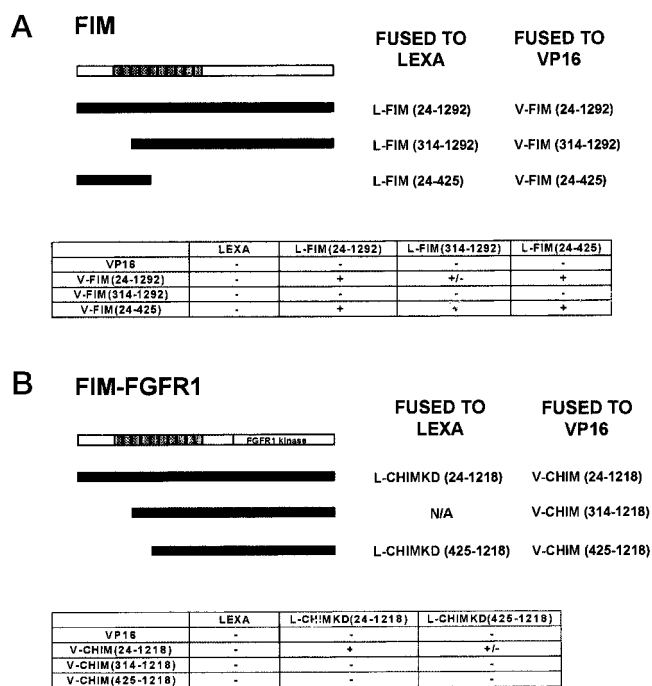 A FIM
FUSED TO LEXA
FUSED TO VP16
L-FIM (24-1292) V-FIM (24-1292)
L-FIM (314-1292) V-FIM (314-1292)
L-FIM (24-425) V-FIM (24-425)
LEXA L-FIM(24-1292) L-FIM(314-1292) L-FIM(24-425)
VP16 - - - -
V-FIM(24-1292) - + +/- +
V-FIM(314-1292) - - - -
V-FIM(24-425) - + - +
B FIM-FGFR1
FUSED TO LEXA
FUSED TO VP16
FGFR1 kinase
L-CHIMKD (24-1218) V-CHIM (24-1218)
N/A V-CHIM (314-1218)
L-CHIMKD (425-1218) V-CHIM (425-1218)
LEXA L-CHIMKD(24-1218) L-CHIMKD(425-1218)
VP16 - - -
V-CHIM(24-1218) - + +/-
V-CHIM(314-1218) - - -
V-CHIM(425-1218) - - -